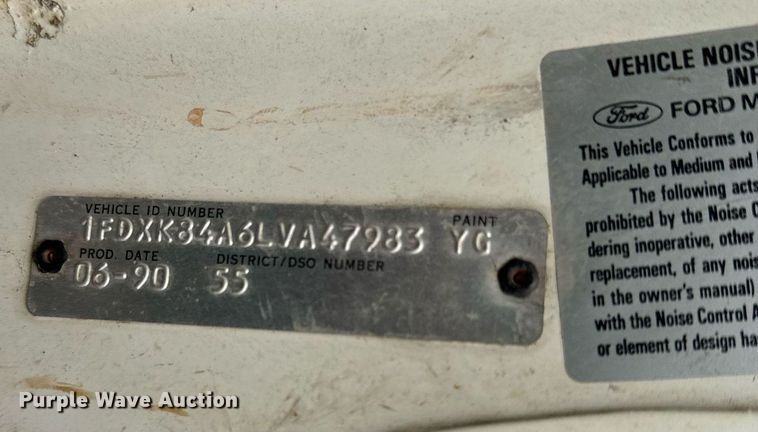 VEHICLE ID NUMBER
PAINT
1FDXK84A6LVA47983 YG
PROD. DATE
DISTRICT/DSO NUMBER
06-90 55
VEHICLE NOIS
INF
Ford FORD M
This Vehicle Conforms to
Applicable to Medium and
The following acts
prohibited by the Noise C
dering inoperative, other
replacement, of any nois
in the owner's manual)
with the Noise Control A
or element of design ha
Purple Wave Auction